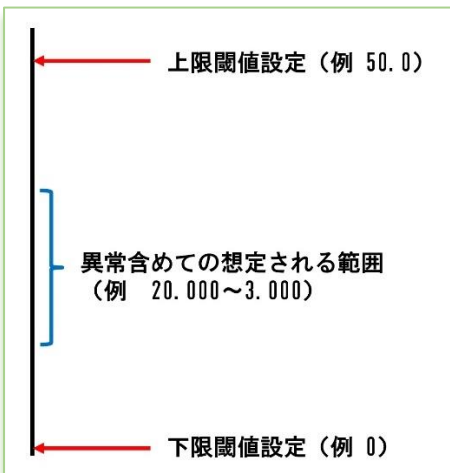 上限閾値設定（例 50.0）
異常含めての想定される範囲
（例　20.000～3.000）
下限閾値設定（例 0）